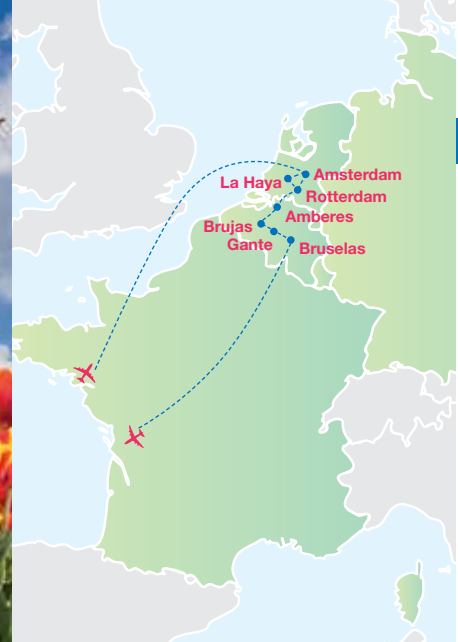 Amsterdam
La Haya
Rotterdam
Amberes
Brujas
Gante
Bruselas